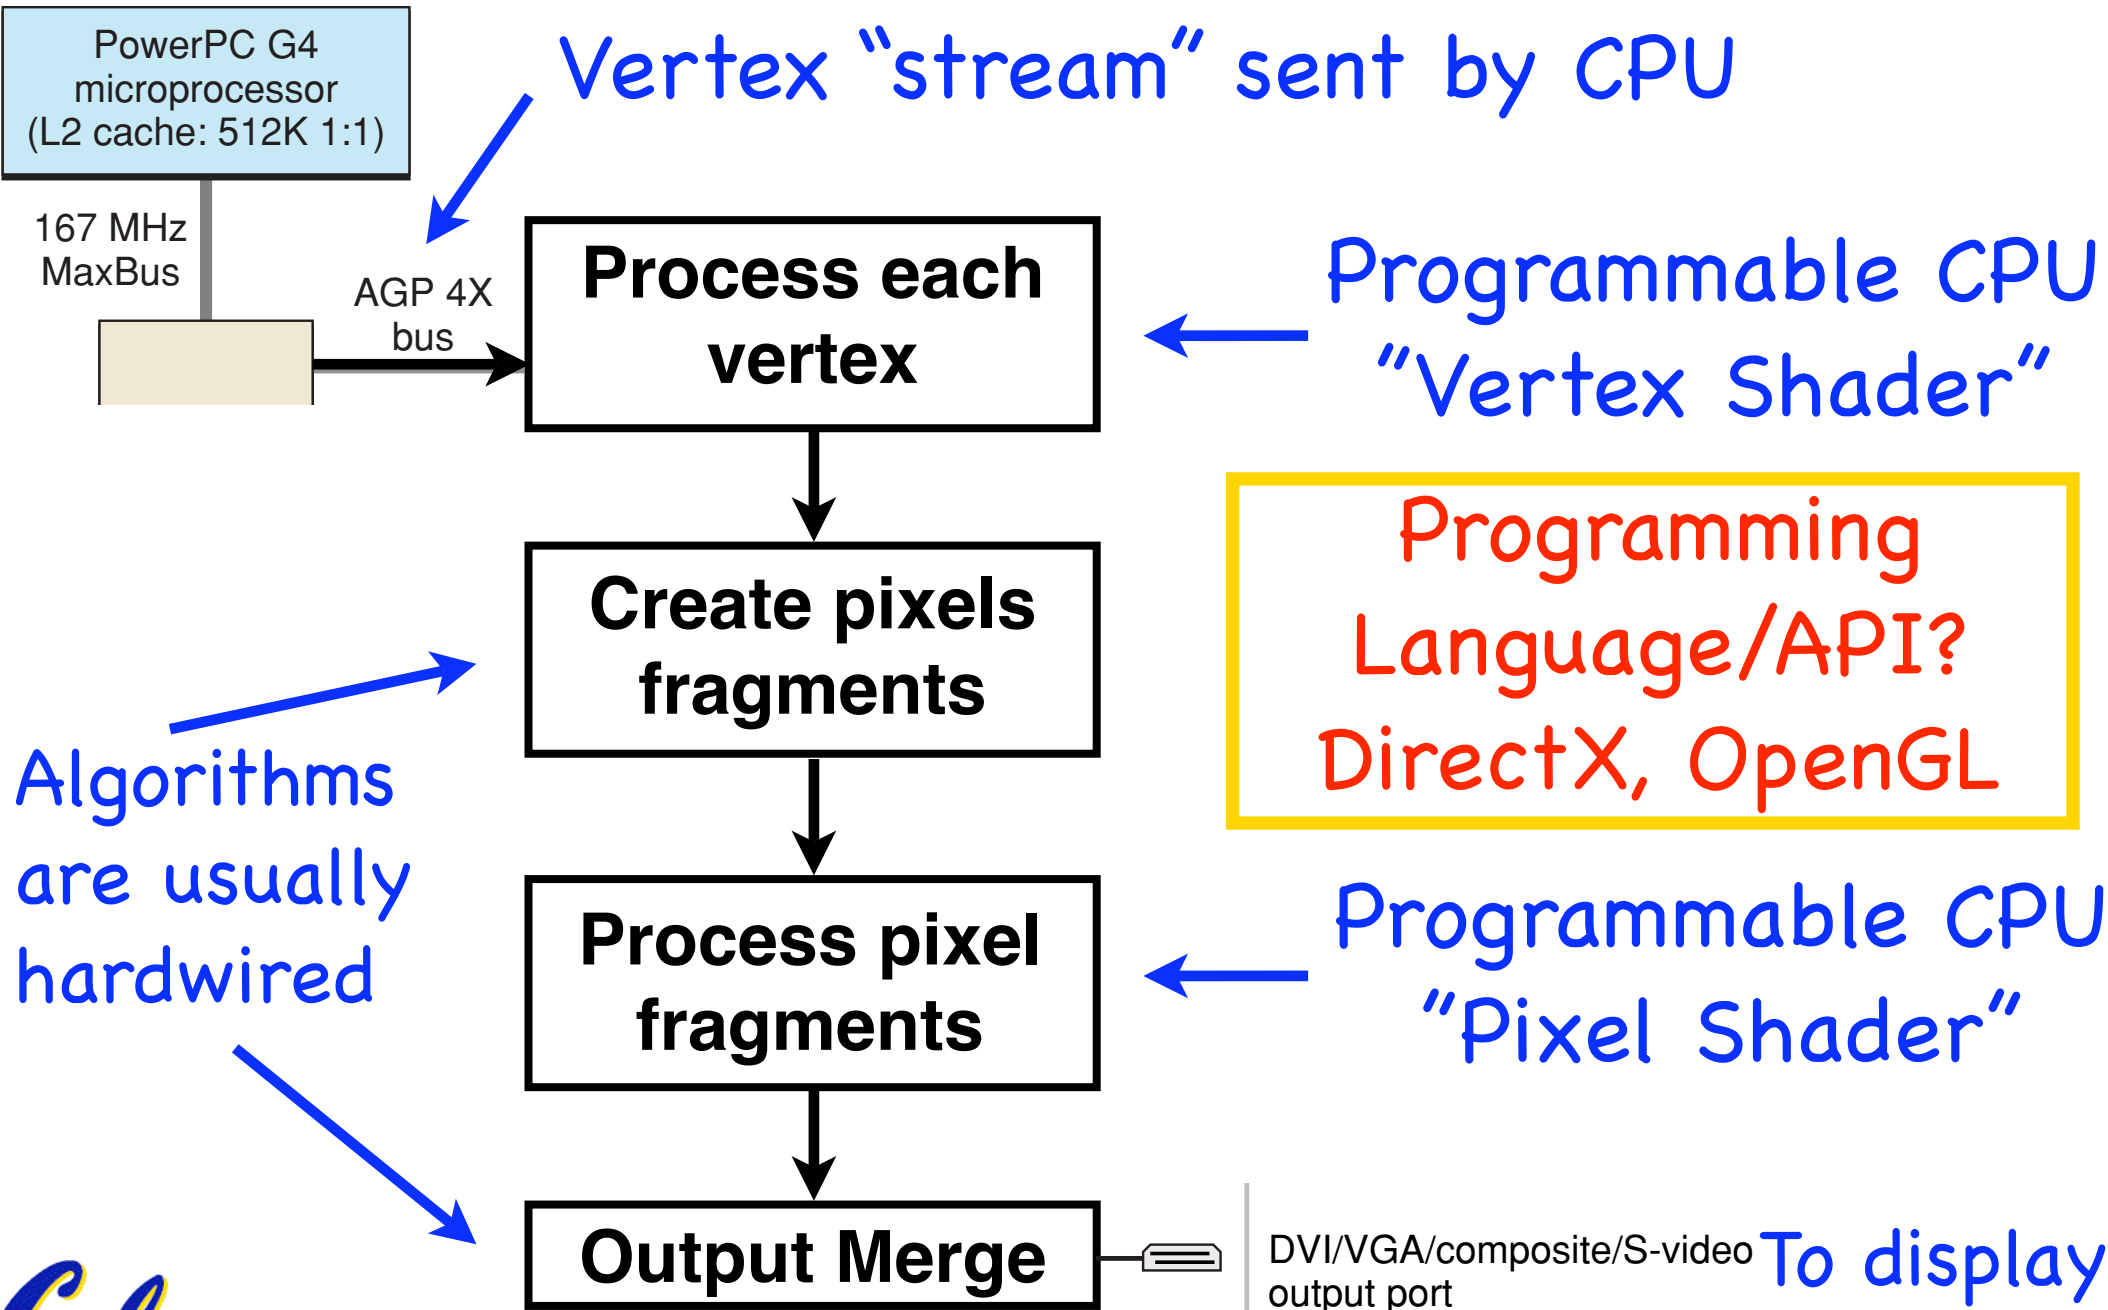 PowerPC G4
microprocessor
(L2 cache: 512K 1:1)
Vertex “stream” sent by CPU
167 MHz
MaxBus
AGP 4X
bus
Process each
vertex
Programmable CPU
"Vertex Shader"
Create pixels
fragments
Programming
Language/API?
DirectX, OpenGL
Algorithms
are usually
hardwired
Process pixel
fragments
Programmable CPU
"Pixel Shader"
Output Merge
DVI/VGA/composite/S-video
output port
To display